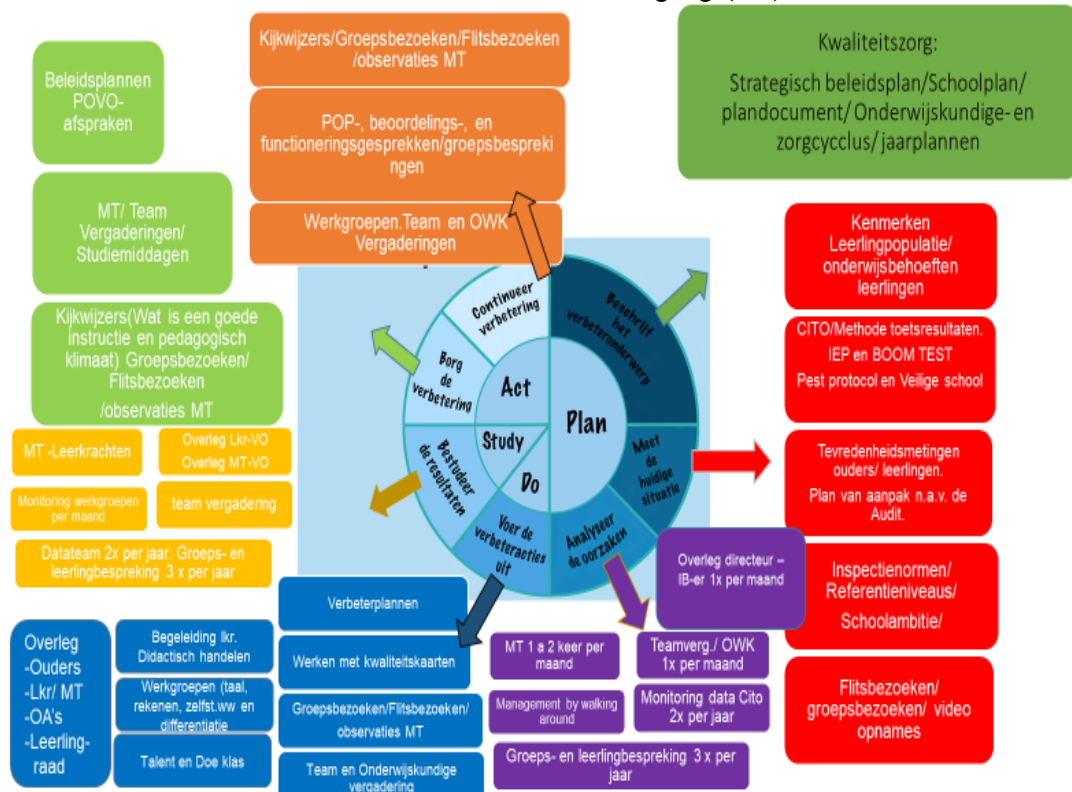 Kijkwijzers/Groepsbezoeken/Flitsbezoeken
/observaties MT
POP-, beoordelings-, en
functioneringsgesprekken/groepsbespreki
ngen
Werkgroepen.Team en OWK
Vergaderingen
Kwaliteitszorg:
Strategisch beleidsplan/Schoolplan/
plandocument/ Onderwijskundige- en
zorgcycclus/ jaarplannen
Beleidsplannen
POVO-
afspraken
MT/ Team
Vergaderingen/
Studiemiddagen
Kijkwijzers(Wat is een goede
instructie en pedagogisch
klimaat) Groepsbezoeken/
Flitsbezoeken
/observaties MT
Kenmerken
Leerlingpopulatie/
onderwijsbehoeften
leerlingen
CITO/Methode toetsresultaten.
IEP en BOOM TEST
Pest protocol en Veilige school
Tevredenheidsmetingen
ouders/ leerlingen.
Plan van aanpak n.a.v. de
Audit.
Inspectienormen/
Referentieniveaus/
Schoolambitie/
Flitsbezoeken/
groepsbezoeken/ video
opnames
Continueer
verbetering
Borg
de
verbetering
Bestudeer
de resultaten
Voer de
verbeteracties
uit
Analyseer
de oorzaken
Meet
de
huidige
situatie
Beschrijf
het
verbeteronderwerp
Act
Study
Do
Plan
MT -Leerkrachten
Overleg Lkr-VO
Overleg MT-VO
Monitoring werkgroepen
per maand
team vergadering
Datateam 2x per jaar. Groeps- en
leerlingbespreking 3 x per jaar
Overleg
-Ouders
-Lkr/ MT
-OA's
-Leerling-
raad
Begeleiding lkr.
Didactisch handelen
Werkgroepen (taal,
rekenen, zelfst.ww en
differentiatie
Talent en Doe klas
Verbeterplannen
Werken met kwaliteitskaarten
Groepsbezoeken/Flitsbezoeken/
observaties MT
Team en Onderwijskundige
vergadering
Overleg directeur –
IB-er 1x per maand
MT 1 a 2 keer per
maand
Teamverg./ OWK
1x per maand
Management by walking
around
Monitoring data Cito
2x per jaar
Groeps- en leerlingbespreking 3 x per
jaar